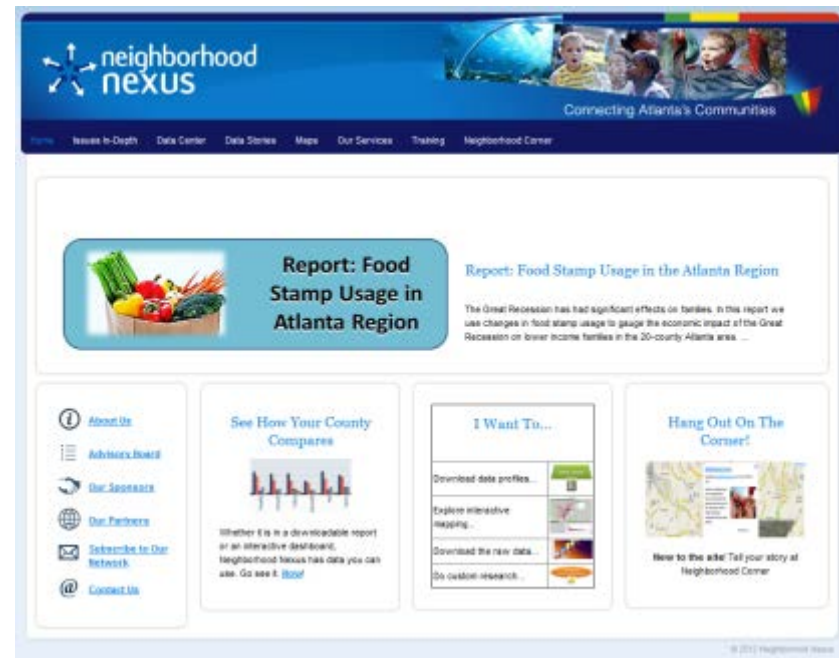 neighborhood
nexus
Connecting Atlanta's Communities
Home Issues In-Depth Data Center Data Stories Maps Our Services Training Neighborhood Corner
Report: Food
Stamp Usage in
Atlanta Region
Report: Food Stamp Usage in the Atlanta Region
The Great Recession has had significant effects on families. In this report we
use changes in food stamp usage to gauge the economic impact of the Great
Recession on lower income families in the 20-county Atlanta area. ...
About Us
Advisory Board
Our Sponsors
Our Partners
Subscribe to Our
Network
Contact Us
See How Your County
Compares
Whether it is in a downloadable report
or an interactive dashboard,
Neighborhood Nexus has data you can
use. Go see it Now!
I Want To...
Download data profiles...
Explore interactive
mapping...
Download the raw data...
Do custom research...
Hang Out On The
Corner!
New to the site! Tell your story at
Neighborhood Corner
© 2012 Neighborhood Nexus